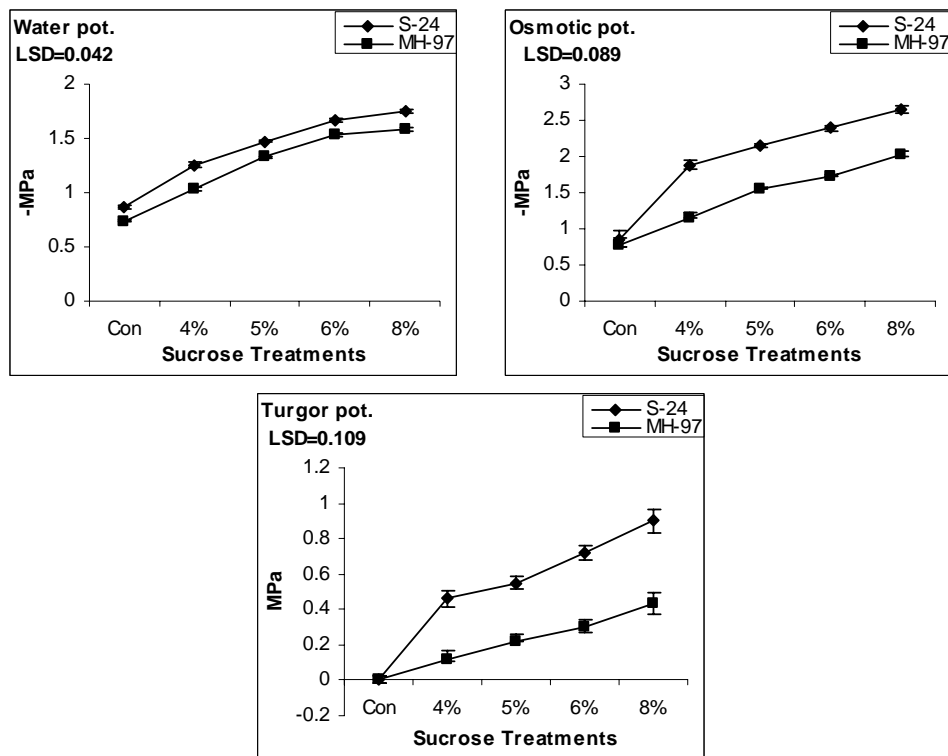 Water pot.
LSD=0.042
S-24
MH-97
2
1.5
1
0.5
0
-MPa
Con 4% 5% 6% 8%
Sucrose Treatments
Osmotic pot.
LSD=0.089
S-24
MH-97
3
2.5
2
1.5
1
0.5
0
-MPa
Con 4% 5% 6% 8%
Sucrose Treatments
Turgor pot.
LSD=0.109
S-24
MH-97
1.2
1
0.8
0.6
0.4
0.2
0
-0.2
MPa
Con 4% 5% 6% 8%
Sucrose Treatments